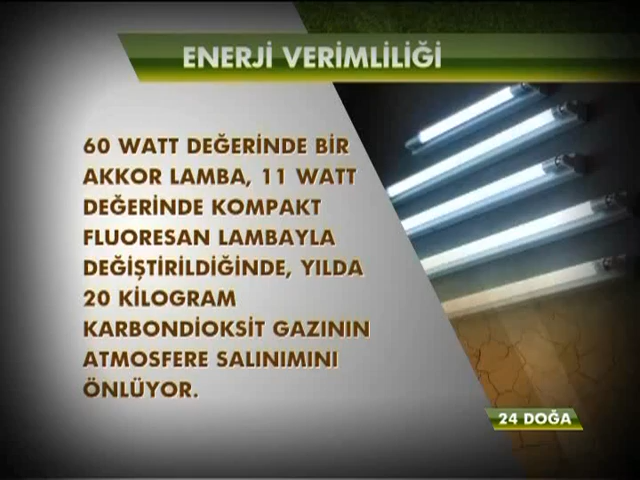 ENERJİ VERİMLİLİĞİ
60 WATT DEĞERİNDE BİR
AKKOR LAMBA, 11 WATT
DEĞERİNDE KOMPAKT
FLUORESAN LAMBAYLA
DEĞİŞTİRİLDİĞİNDE, YILDA
20 KİLOGRAM
KARBONDİOKSİT GAZININ
ATMOSFERE SALINIMINI
ÖNLÜYOR.
24 DOĞA